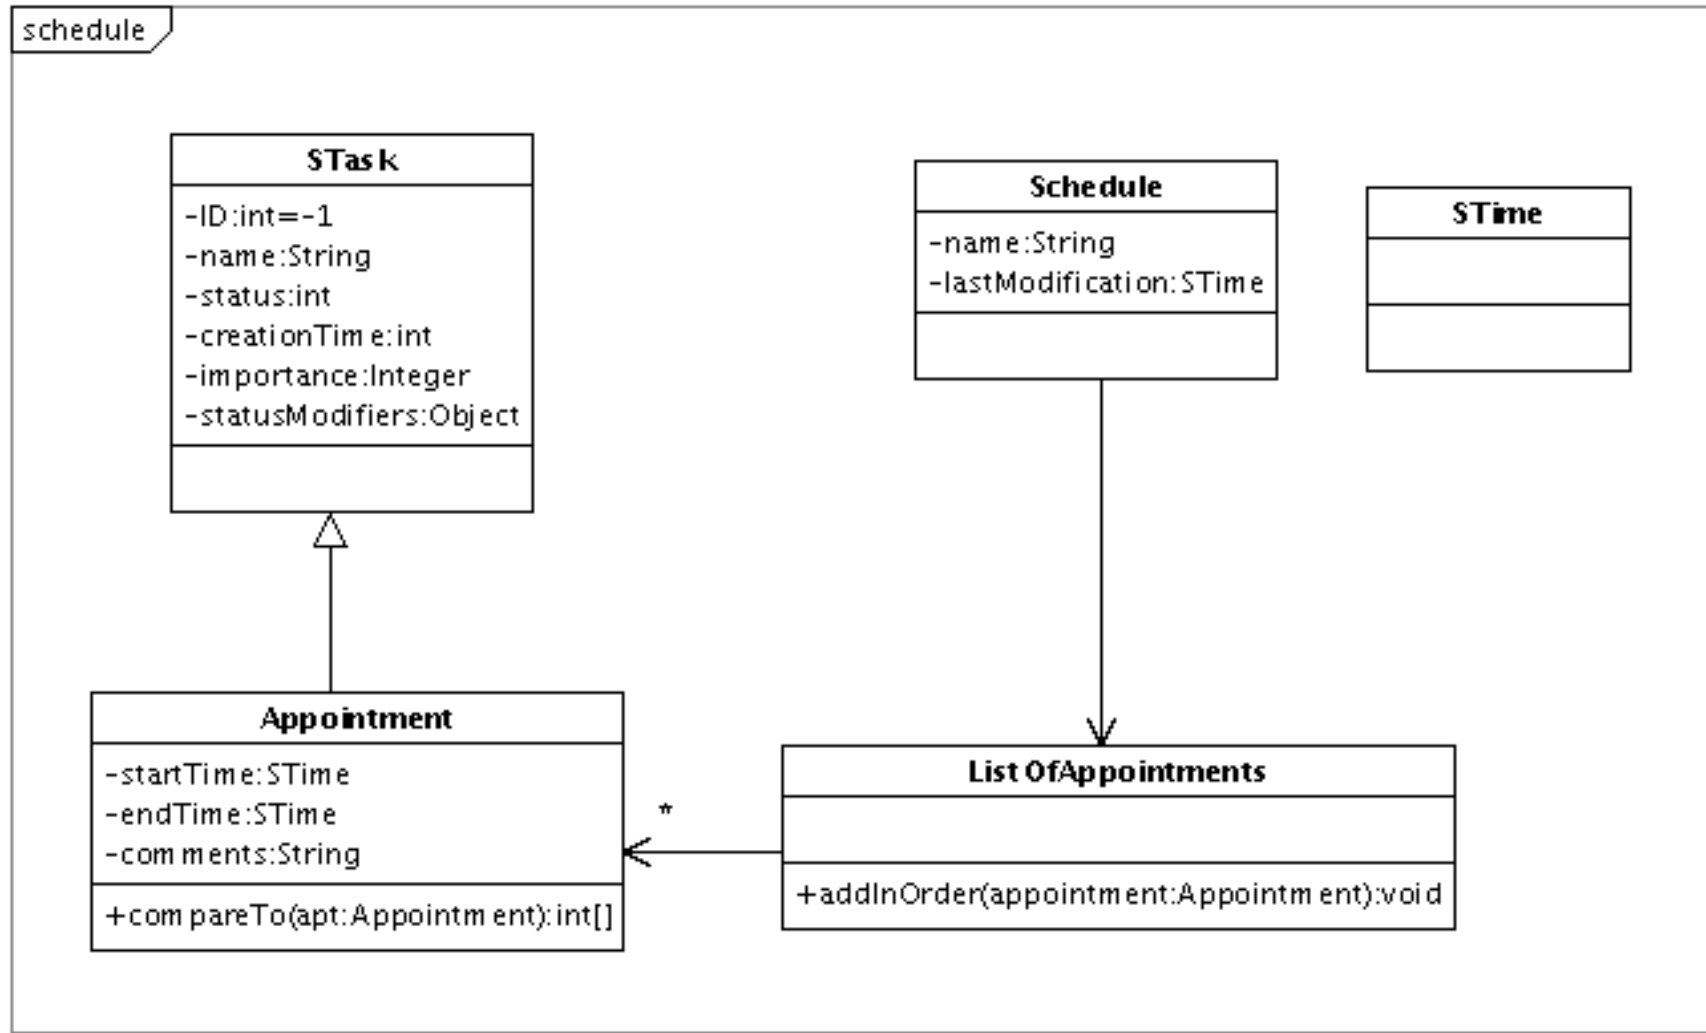 schedule
STask
-ID:int=-1
-name:String
-status:int
-creationTime:int
-importance:Integer
-statusModifiers:Object
Schedule
-name:String
-lastModification:STime
STime
Appointment
-startTime:STime
-endTime:STime
-comments:String
+compareTo(apt:Appointment):int[]
*
ListOfAppointments
+addInOrder(appointment:Appointment):void